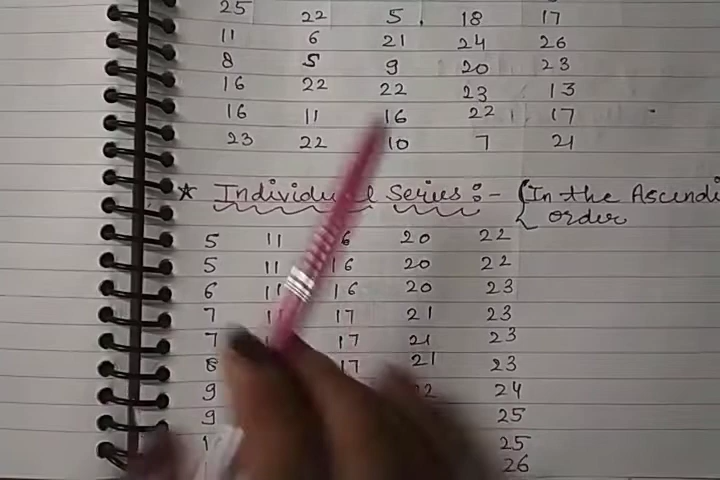 25 22 5 18 17
11 6 21 24 26
8 5 9 20 23
16 22 22 23 13
16 11 16 22 17
23 22 10 7 21
* Individual Series :- (In the Ascendi
order
5 11 6 20 22
5 11 16 20 22
6 11 16 20 23
7 17 21 23
7 17 21 23
8 17 21 23
9 22 24
9 25
25
26